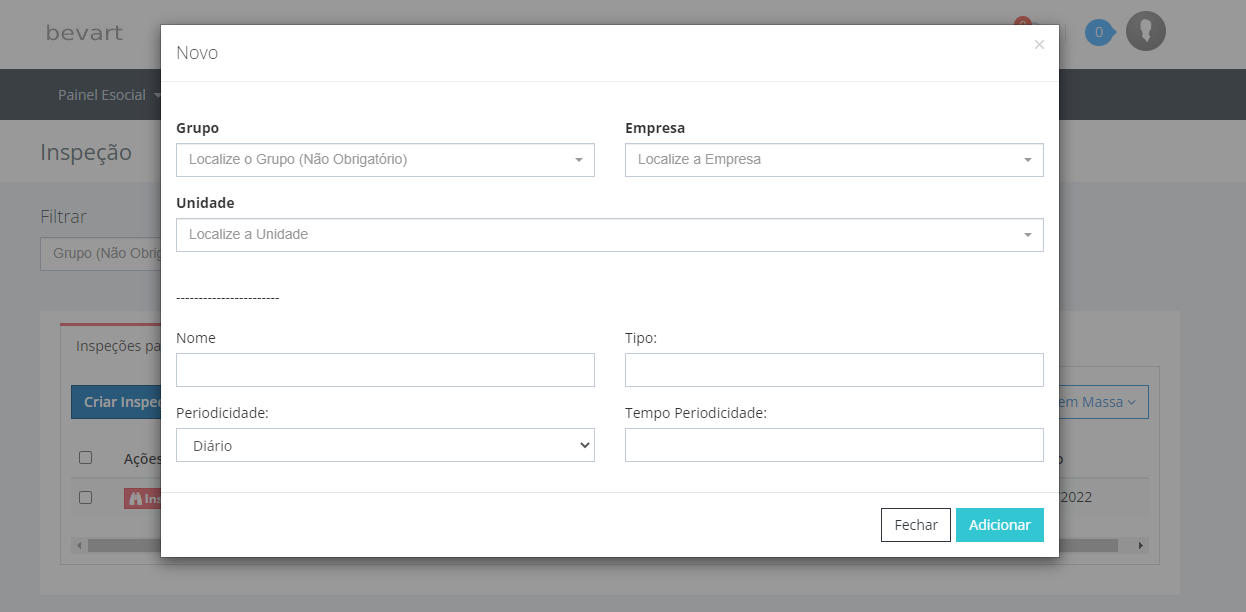 bevart
0
Painel Esocial
Inspeção
Filtrar
Grupo (Não Obrig
Inspeções pa
Criar Inspe
em Massa
Ações
Ins
2022
Novo
×
Grupo
Empresa
Localize o Grupo (Não Obrigatório)
Localize a Empresa
Unidade
Localize a Unidade
-----------------------
Nome
Tipo:
Periodicidade:
Tempo Periodicidade:
Diário
Fechar
Adicionar